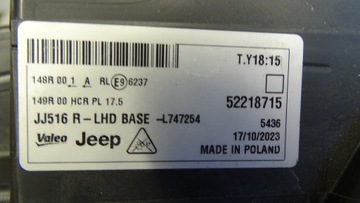 T.Y18:15
148R 00 1 A RL E9 6237
149R 00 HCR PL 17.5
52218715
JJ516 R-LHD BASE -L747254
5436
Valeo Jeep
17/10/2023
MADE IN POLAND